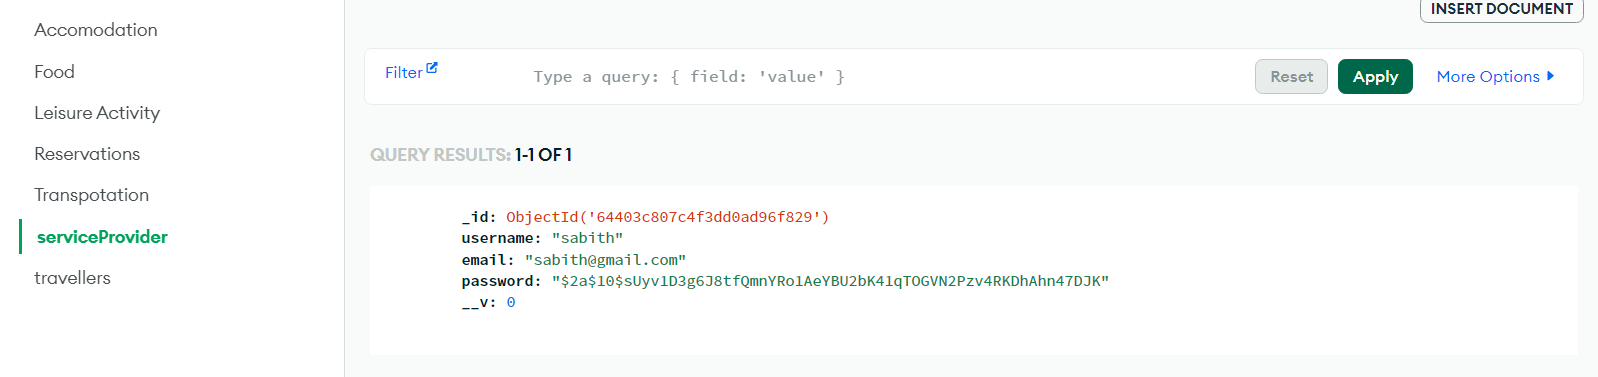 Accomodation
Food
Leisure Activity
Reservations
Transpotation
serviceProvider
travellers
INSERT DOCUMENT
Filter
Type a query: { field: 'value' }
Reset
Apply
More Options
QUERY RESULTS: 1-1 OF 1
_id: ObjectId('64403c807c4f3dd0ad96f829')
username: "sabith"
email: "sabith@gmail.com"
password: "$2a$10$sUyv1D3g6J8tfQmnYRolAeYBU2bK41qTOGVN2Pzv4RKDhAhn47DJK"
__v: 0